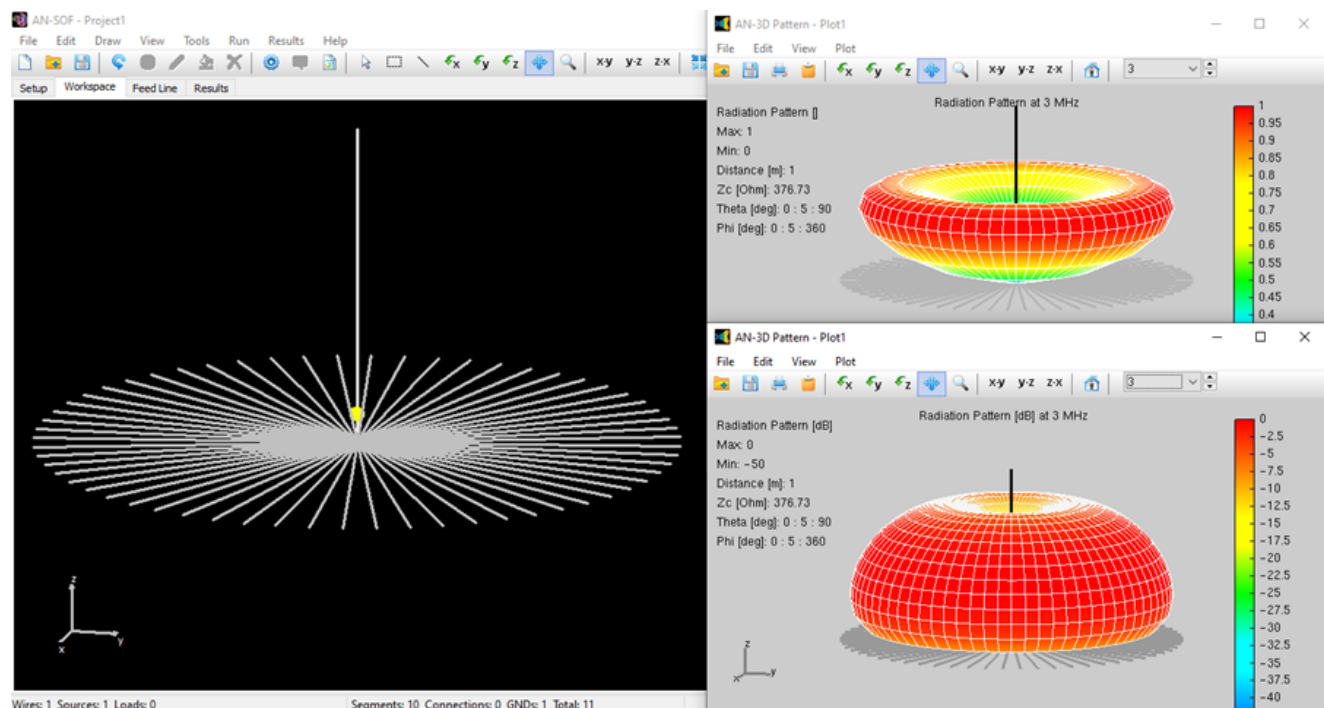 AN-SOF - Project1
File Edit Draw View Tools Run Results Help
x y z x-y y-z z-x
Setup Workspace Feed Line Results
z
x y
Wires: 1 Sources: 1 Loads: 0 Segments: 10 Connections: 0 GNDs: 1 Total: 11
AN-3D Pattern - Plot1
File Edit View Plot
x y z x-y y-z z-x 3
Radiation Pattern at 3 MHz
Radiation Pattern []
Max: 1
Min: 0
Distance [m]: 1
Zc [Ohm]: 376.73
Theta [deg]: 0 : 5 : 90
Phi [deg]: 0 : 5 : 360
1
0.95
0.9
0.85
0.8
0.75
0.7
0.65
0.6
0.55
0.5
0.45
0.4
AN-3D Pattern - Plot1
File Edit View Plot
x y z x-y y-z z-x 3
Radiation Pattern [dB] at 3 MHz
Radiation Pattern [dB]
Max: 0
Min: -50
Distance [m]: 1
Zc [Ohm]: 376.73
Theta [deg]: 0 : 5 : 90
Phi [deg]: 0 : 5 : 360
0
-2.5
-5
-7.5
-10
-12.5
-15
-17.5
-20
-22.5
-25
-27.5
-30
-32.5
-35
-37.5
-40
z
x y